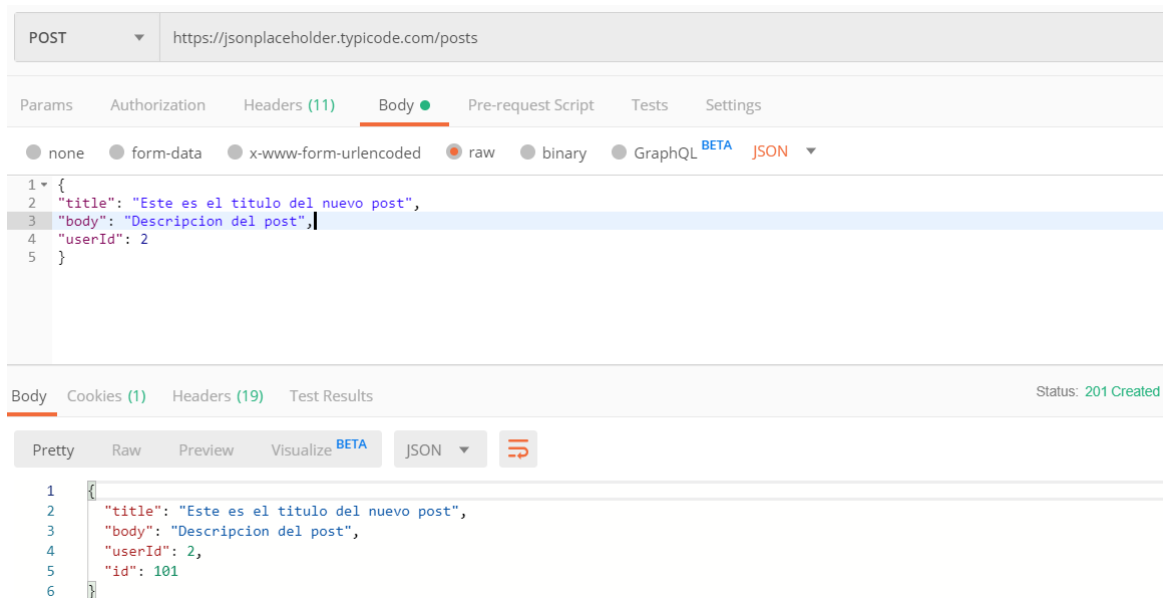 POST https://jsonplaceholder.typicode.com/posts
Params Authorization Headers (11) Body Pre-request Script Tests Settings
none form-data x-www-form-urlencoded raw binary GraphQL BETA JSON
1 {
2 "title": "Este es el titulo del nuevo post",
3 "body": "Descripcion del post",
4 "userId": 2
5 }
Body Cookies (1) Headers (19) Test Results Status: 201 Created
Pretty Raw Preview Visualize BETA JSON
1 {
2 "title": "Este es el titulo del nuevo post",
3 "body": "Descripcion del post",
4 "userId": 2,
5 "id": 101
6 }